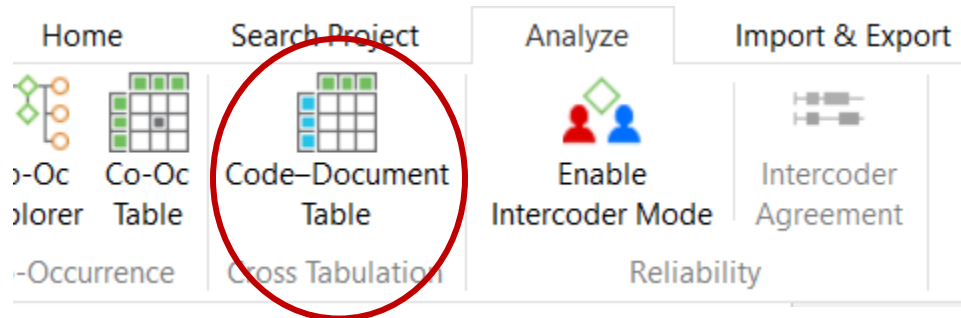 Home Search Project Analyze Import & Export
Co-Oc Code–Document Enable Intercoder
Table Table Intercoder Mode Agreement
-Occurrence Cross Tabulation Reliability